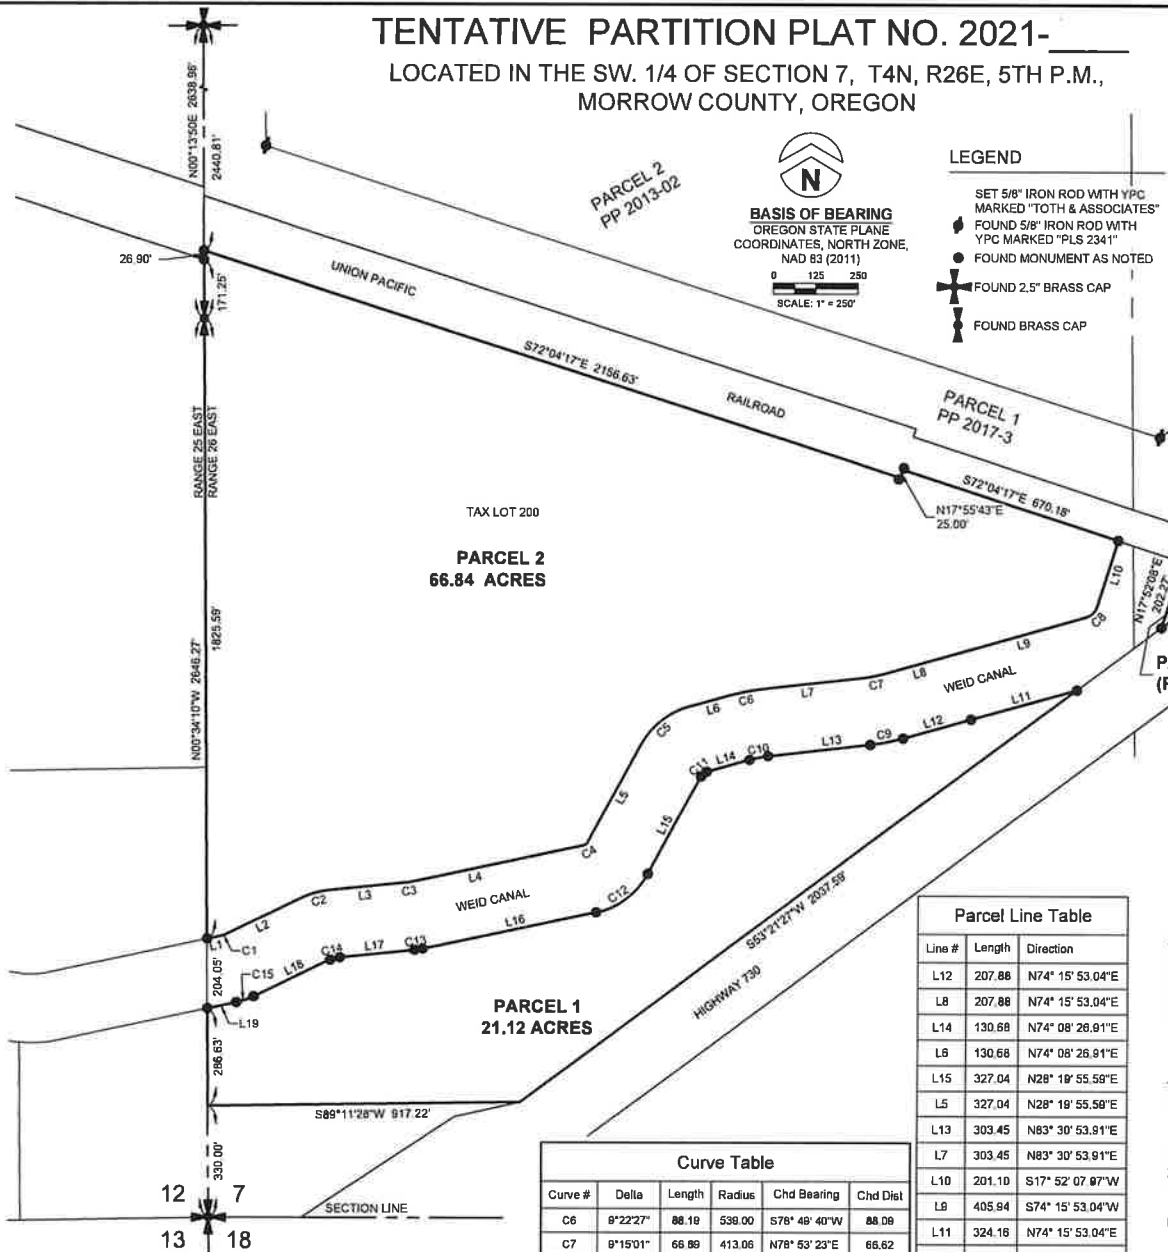 TENTATIVE PARTITION PLAT NO. 2021-____
LOCATED IN THE SW. 1/4 OF SECTION 7, T4N, R26E, 5TH P.M.,
MORROW COUNTY, OREGON
N00°13'50E 2638.96'
2440.81'
PARCEL 2
PP 2013-02
N
BASIS OF BEARING
OREGON STATE PLANE
COORDINATES, NORTH ZONE,
NAD 83 (2011)
0 125 250
SCALE: 1" = 250'
LEGEND
SET 5/8" IRON ROD WITH YPC
MARKED "TOTH & ASSOCIATES"
FOUND 5/8" IRON ROD WITH
YPC MARKED "PLS 2341"
FOUND MONUMENT AS NOTED
FOUND 2.5" BRASS CAP
FOUND BRASS CAP
26.90'
171.25'
UNION PACIFIC
S72°04'17"E 2156.63'
RAILROAD
PARCEL 1
PP 2017-3
S72°04'17"E 670.18'
N17°55'43"E
25.00'
RANGE 25 EAST
RANGE 26 EAST
TAX LOT 200
PARCEL 2
66.84 ACRES
L10
N17°52'08"E
202.27'
C8
L9
WEID CANAL
L8
C7
L7
C6
L6
C5
L11
L12
C9
L13
C10
L14
C11
N00°34'10"W 2646.27'
1825.59'
L5
L15
C4
L4
C3
L3
C2
L2
WEID CANAL
C12
L16
L1
C1
C13
L17
C14
L18
C15
L19
204.05'
286.63'
S53°21'27"W 2037.59'
HIGHWAY 730
PARCEL 1
21.12 ACRES
S89°11'28"W 917.22'
330.00'
12 7
SECTION LINE
13 18
Parcel Line Table
Line # Length Direction
L12 207.88 N74° 15' 53.04"E
L8 207.88 N74° 15' 53.04"E
L14 130.68 N74° 08' 26.91"E
L6 130.68 N74° 08' 26.91"E
L15 327.04 N28° 19' 55.59"E
L5 327.04 N28° 19' 55.59"E
L13 303.45 N83° 30' 53.91"E
L7 303.45 N83° 30' 53.91"E
L10 201.10 S17° 52' 07.97"W
L9 405.94 S74° 15' 53.04"W
L11 324.16 N74° 15' 53.04"E
Curve Table
Curve # Delta Length Radius Chd Bearing Chd Dist
C6 9°22'27" 88.19 539.00 S78° 49' 40"W 88.09
C7 9°15'01" 66.69 413.06 N78° 53' 23"E 66.62